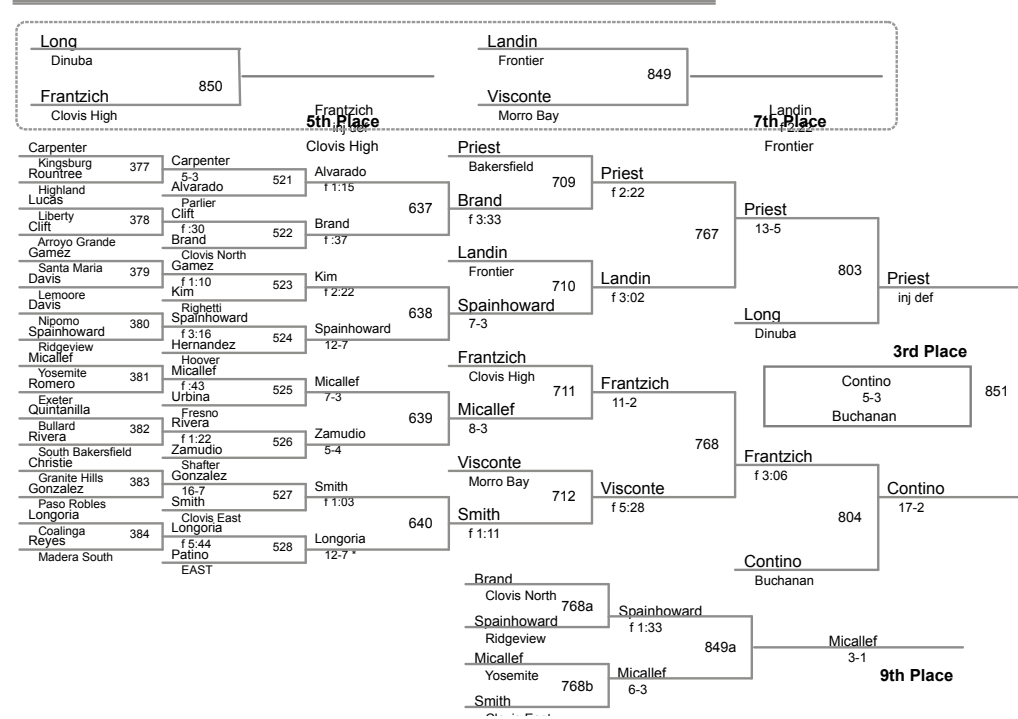 Long
Dinuba
850
Frantzich
Clovis High
Frantzich
inj def
Clovis High
5th Place
Landin
Frontier
849
Visconte
Morro Bay
Landin
f 2:22
Frontier
7th Place
Carpenter
Kingsburg
377
Rountree
Highland
Lucas
Liberty
378
Clift
Arroyo Grande
Gamez
Santa Maria
379
Davis
Lemoore
Davis
Nipomo
380
Spainhoward
Ridgeview
Micallef
Yosemite
381
Romero
Exeter
Quintanilla
Bullard
382
Rivera
South Bakersfield
Christie
Granite Hills
383
Gonzalez
Paso Robles
Longoria
Coalinga
384
Reyes
Madera South
Carpenter
5-3
521
Alvarado
Parlier
Clift
f :30
522
Brand
Clovis North
Gamez
f 1:10
523
Kim
Righetti
Spainhoward
f 3:16
524
Hernandez
Hoover
Micallef
f :43
525
Urbina
Fresno
Rivera
f 1:22
526
Zamudio
Shafter
Gonzalez
16-7
527
Smith
Clovis East
Longoria
f 5:44
528
Patino
EAST
Alvarado
f 1:15
637
Brand
f :37
Kim
f 2:22
638
Spainhoward
12-7
Micallef
7-3
639
Zamudio
5-4
Smith
f 1:03
640
Longoria
12-7 *
Priest
Bakersfield
709
Brand
f 3:33
Landin
Frontier
710
Spainhoward
7-3
Frantzich
Clovis High
711
Micallef
8-3
Visconte
Morro Bay
712
Smith
f 1:11
Priest
f 2:22
767
Landin
f 3:02
Frantzich
11-2
768
Visconte
f 5:28
Priest
13-5
803
Long
Dinuba
Frantzich
f 3:06
804
Contino
Buchanan
Priest
inj def
3rd Place
Contino
5-3
Buchanan
851
Contino
17-2
Brand
Clovis North
768a
Spainhoward
Ridgeview
Micallef
Yosemite
768b
Smith
Clovis East
Spainhoward
f 1:33
849a
Micallef
6-3
Micallef
3-1
9th Place